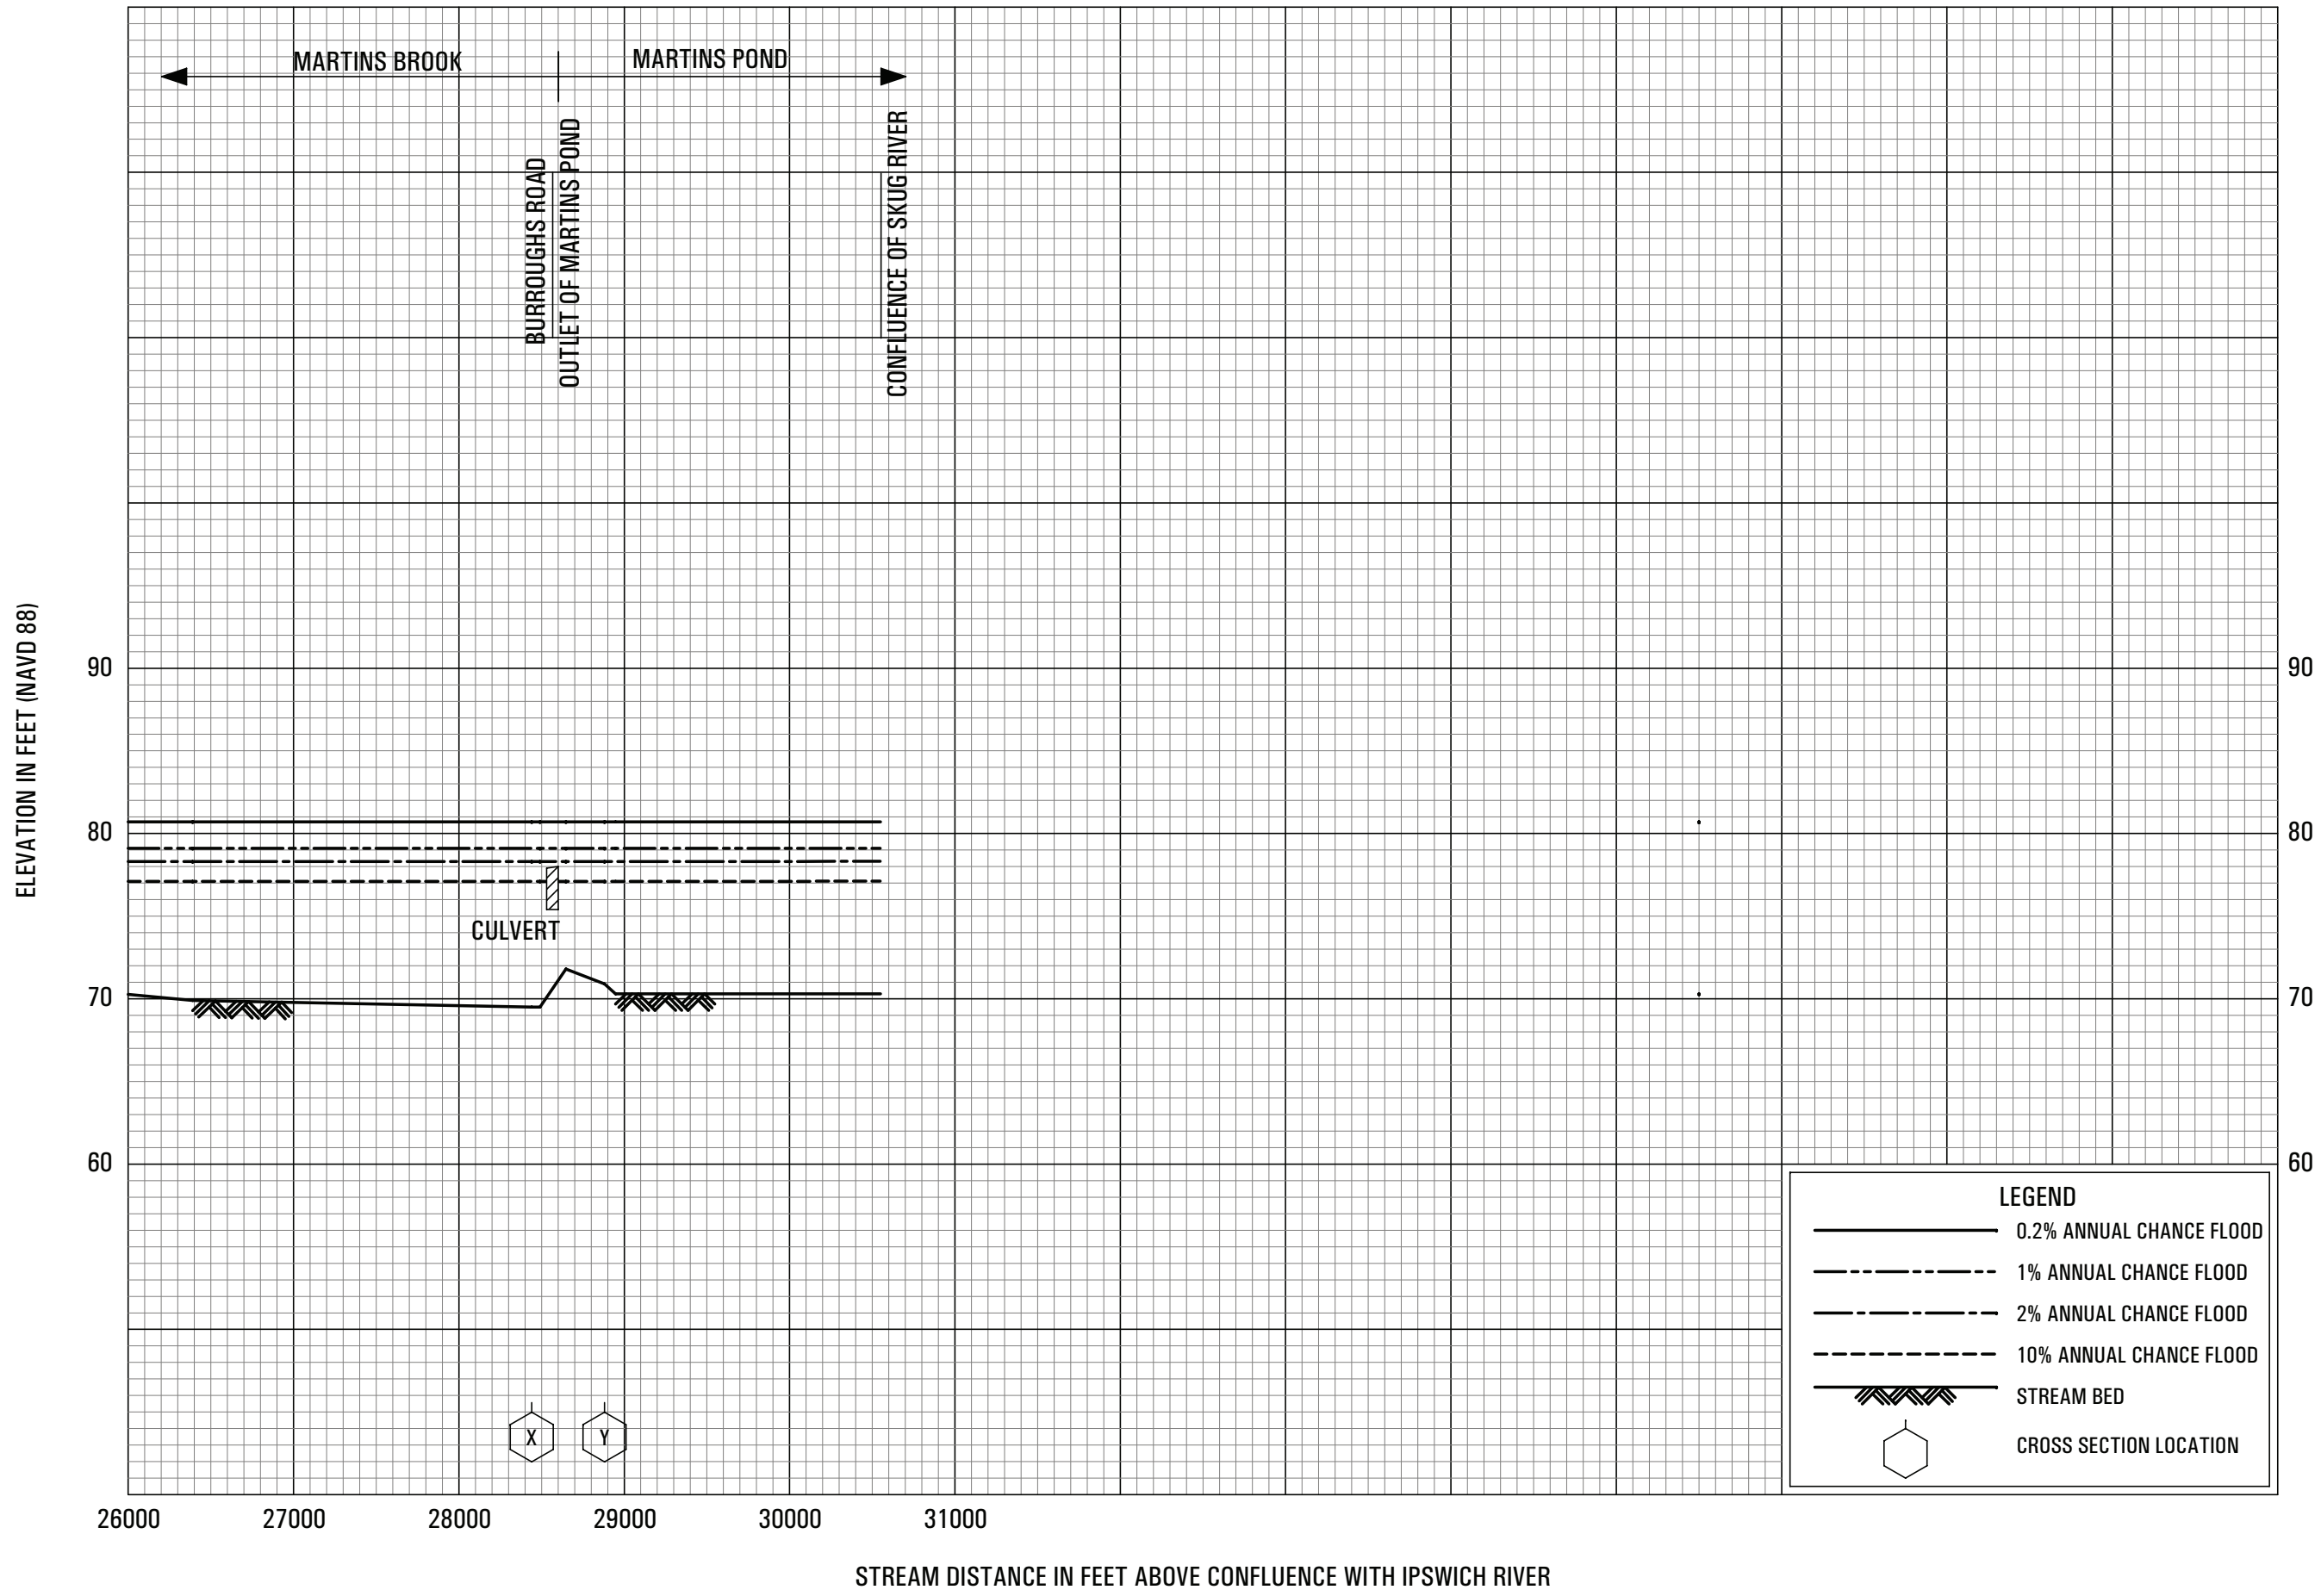 MARTINS BROOK
MARTINS POND
BURROUGHS ROAD
OUTLET OF MARTINS POND
CONFLUENCE OF SKUG RIVER
ELEVATION IN FEET (NAVD 88)
90
90
80
80
CULVERT
70
70
60
60
LEGEND
0.2% ANNUAL CHANCE FLOOD
1% ANNUAL CHANCE FLOOD
2% ANNUAL CHANCE FLOOD
10% ANNUAL CHANCE FLOOD
STREAM BED
CROSS SECTION LOCATION
X
Y
26000 27000 28000 29000 30000 31000
STREAM DISTANCE IN FEET ABOVE CONFLUENCE WITH IPSWICH RIVER